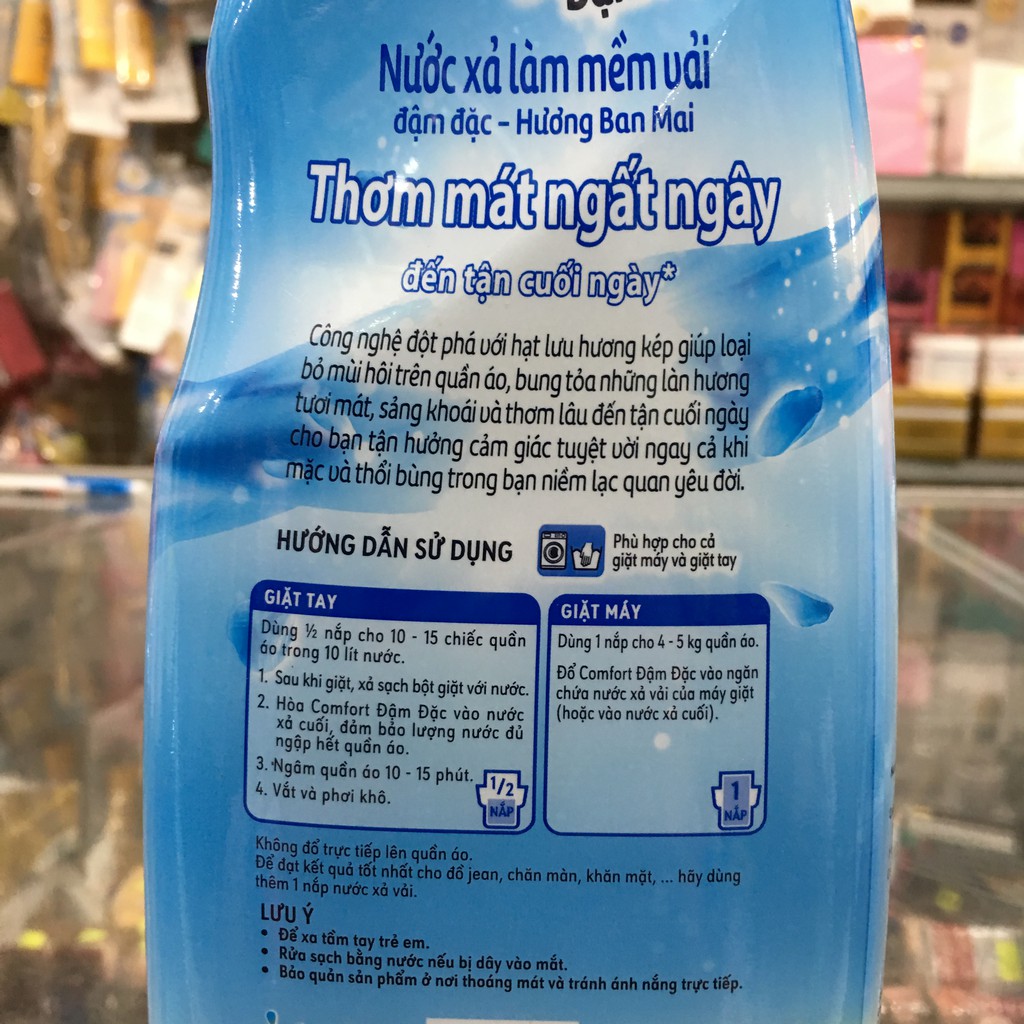 Nước xả làm mềm vải
đậm đặc - Hương Ban Mai
Thơm mát ngất ngây
đến tận cuối ngày*
Công nghệ đột phá với hạt lưu hương kép giúp loại
bỏ mùi hôi trên quần áo, bung tỏa những làn hương
tươi mát, sảng khoái và thơm lâu đến tận cuối ngày
cho bạn tận hưởng cảm giác tuyệt vời ngay cả khi
mặc và thổi bùng trong bạn niềm lạc quan yêu đời.
HƯỚNG DẪN SỬ DỤNG
Phù hợp cho cả
giặt máy và giặt tay
GIẶT TAY
Dùng ½ nắp cho 10 - 15 chiếc quần
áo trong 10 lít nước.
1. Sau khi giặt, xả sạch bột giặt với nước.
2. Hòa Comfort Đậm Đặc vào nước
xả cuối, đảm bảo lượng nước đủ
ngập hết quần áo.
3. Ngâm quần áo 10 - 15 phút.
4. Vắt và phơi khô.
1/2
NẮP
GIẶT MÁY
Dùng 1 nắp cho 4 - 5 kg quần áo.
Đổ Comfort Đậm Đặc vào ngăn
chứa nước xả vải của máy giặt
(hoặc vào nước xả cuối).
1
NẮP
Không đổ trực tiếp lên quần áo.
Để đạt kết quả tốt nhất cho đồ jean, chăn màn, khăn mặt, ... hãy dùng
thêm 1 nắp nước xả vải.
LƯU Ý
• Để xa tầm tay trẻ em.
• Rửa sạch bằng nước nếu bị dây vào mắt.
• Bảo quản sản phẩm ở nơi thoáng mát và tránh ánh nắng trực tiếp.